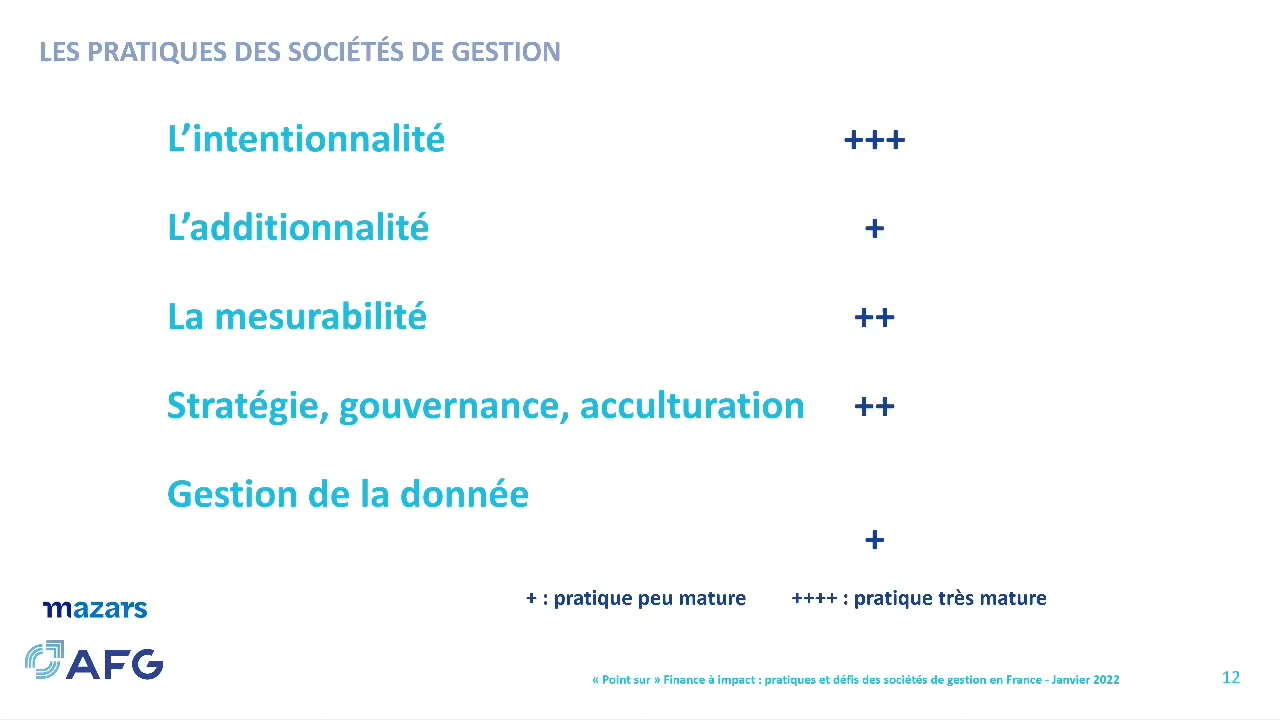 LES PRATIQUES DES SOCIÉTÉS DE GESTION
L’intentionnalité +++
L’additionnalité +
La mesurabilité ++
Stratégie, gouvernance, acculturation ++
Gestion de la donnée
+
+ : pratique peu mature ++++ : pratique très mature
mazars
AFG
« Point sur » Finance à impact : pratiques et défis des sociétés de gestion en France - Janvier 2022 12